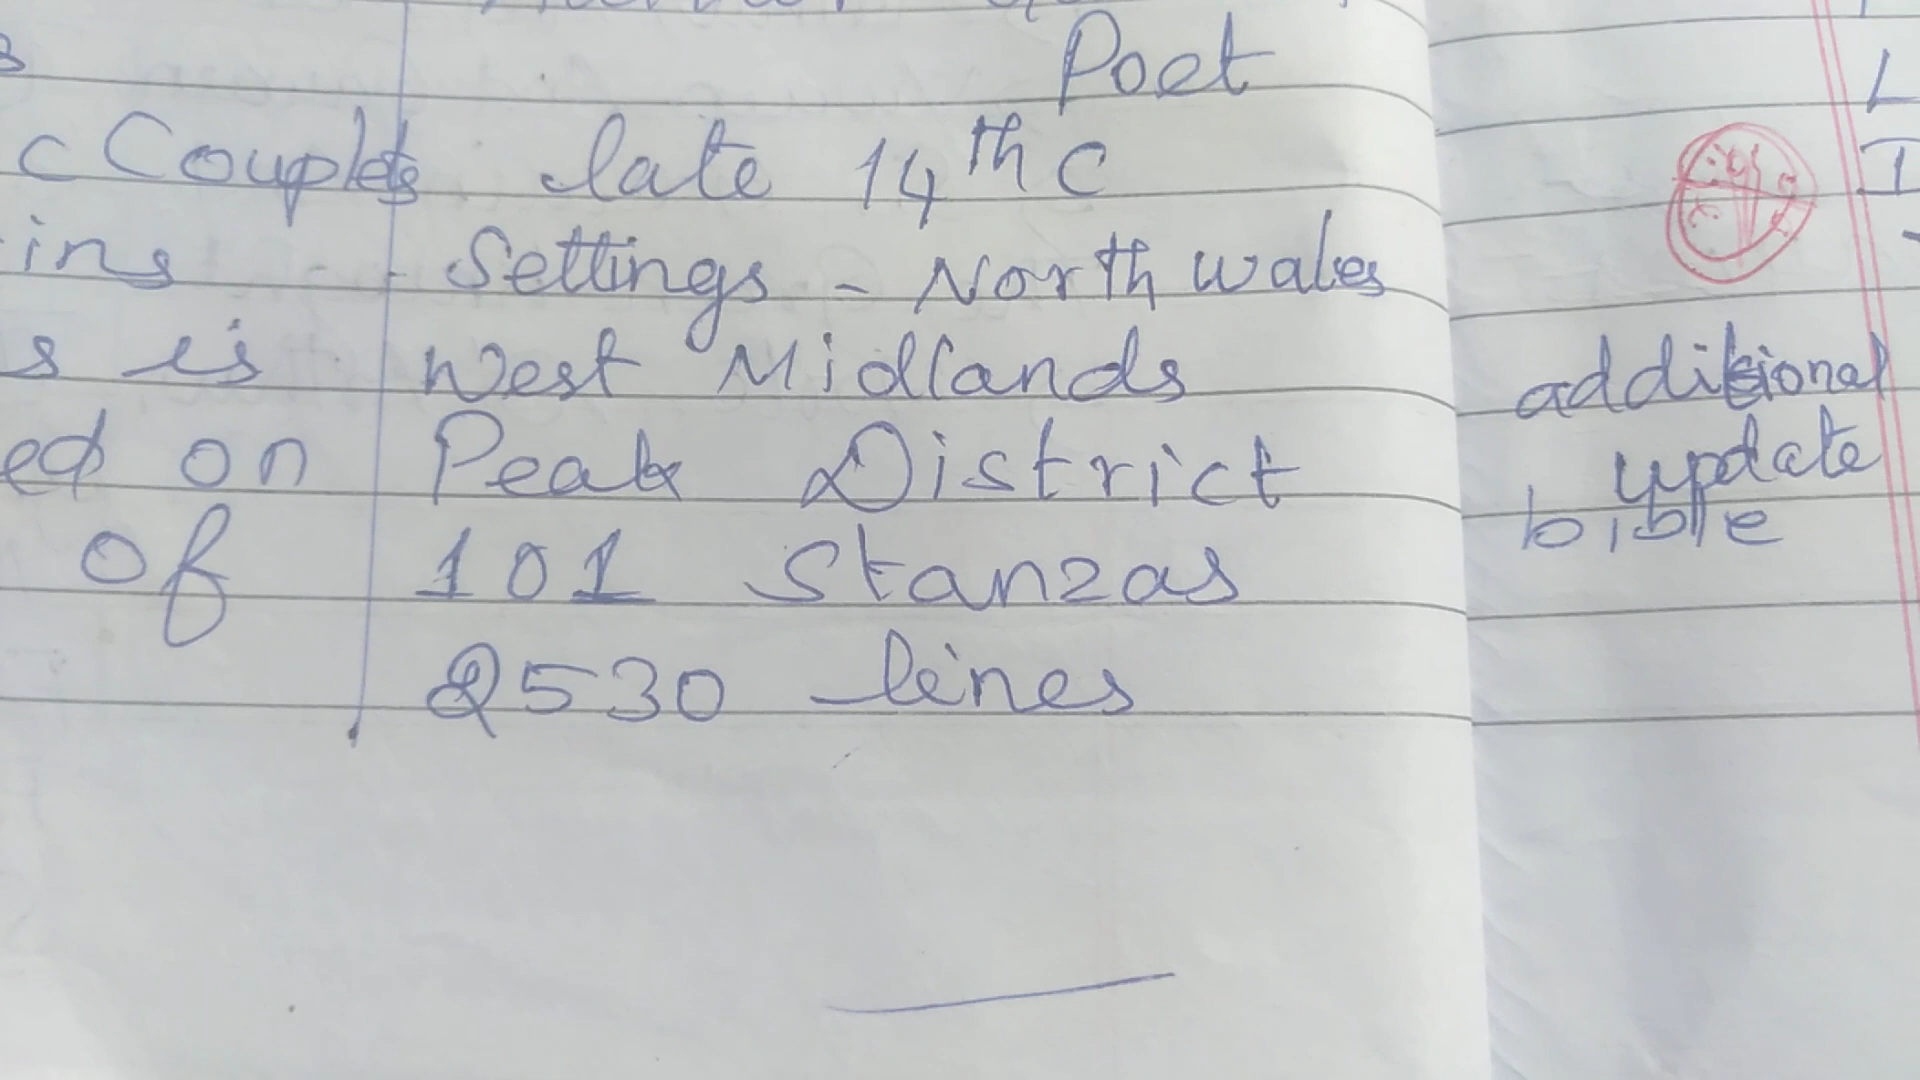 Poet
Couplets late 14th C
Settings - North wales
s is West Midlands
ed on Peak District
of 101 Stanzas
2530 lines
additional
update
bible